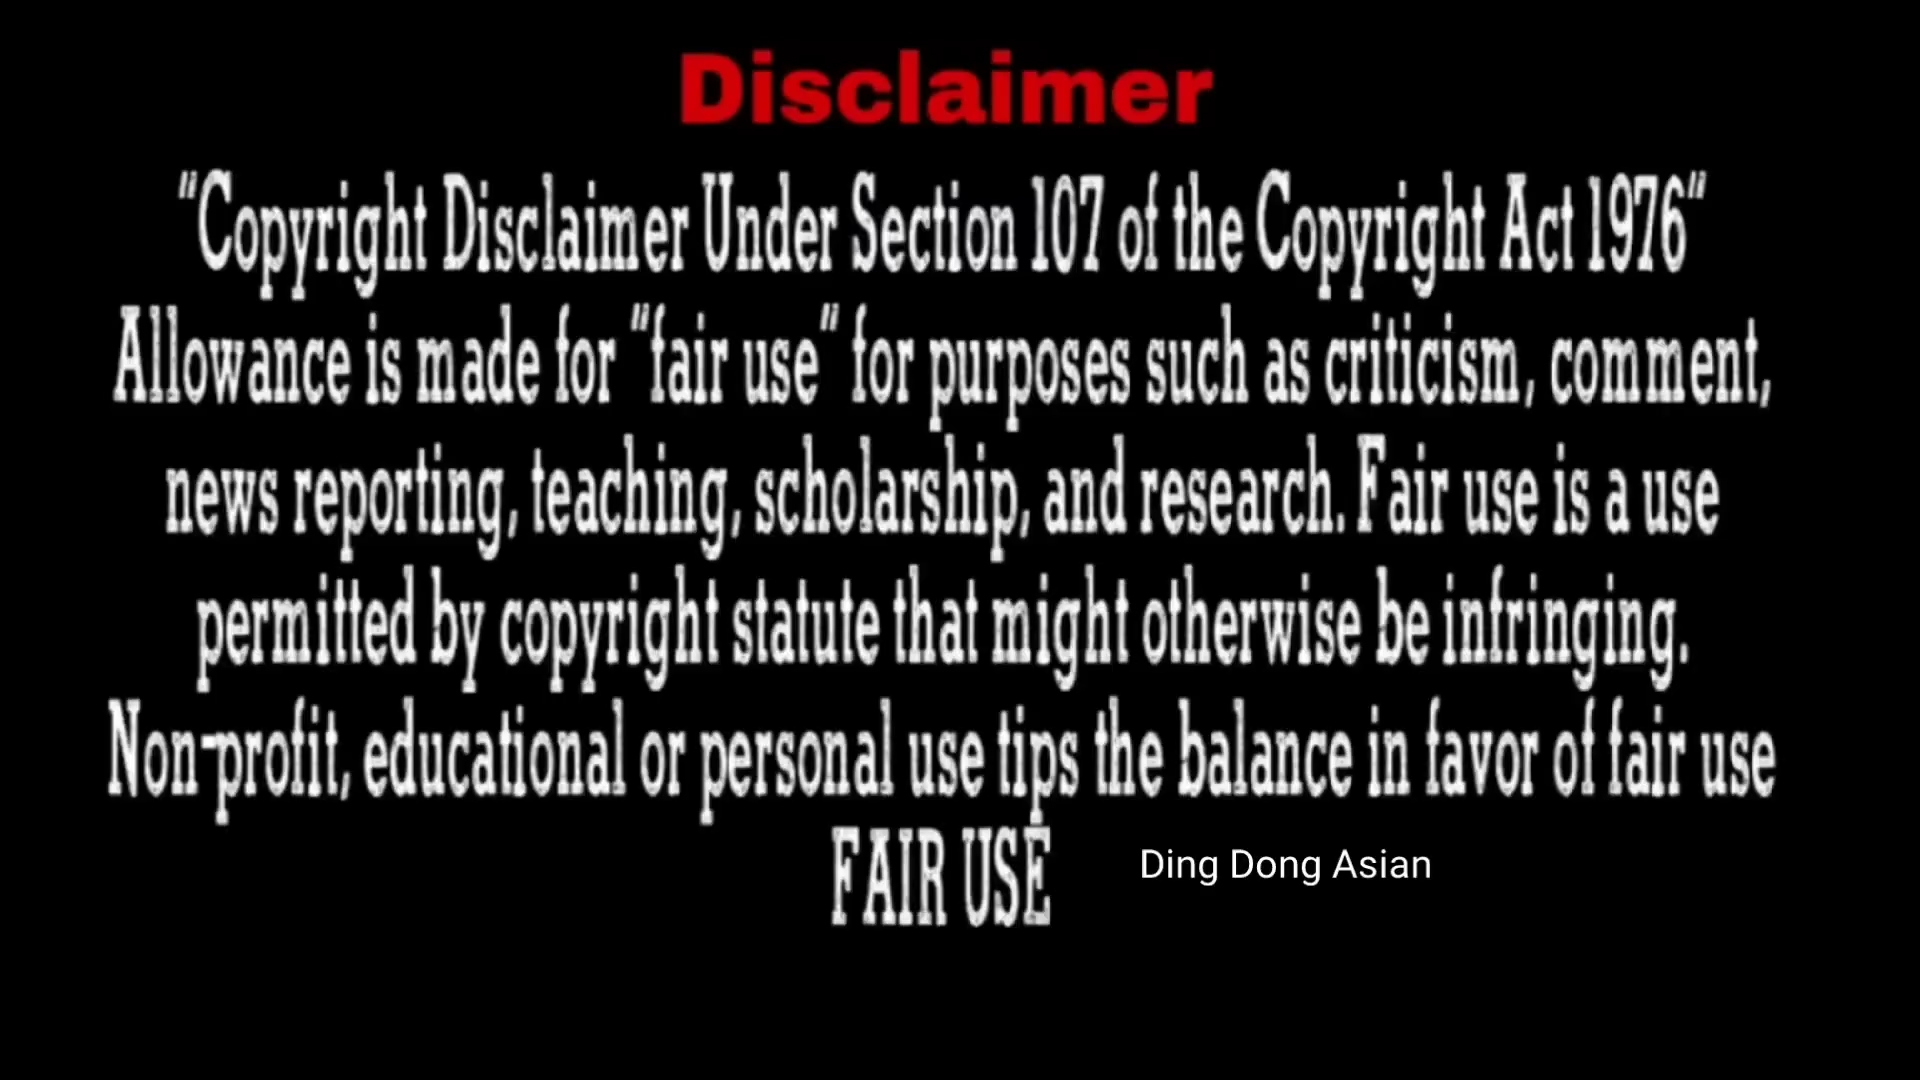 Disclaimer
"Copyright Disclaimer Under Section 107 of the Copyright Act 1976"
Allowance is made for "fair use" for purposes such as criticism, comment,
news reporting, teaching, scholarship, and research. Fair use is a use
permitted by copyright statute that might otherwise be infringing.
Non-profit, educational or personal use tips the balance in favor of fair use
FAIR USE
Ding Dong Asian